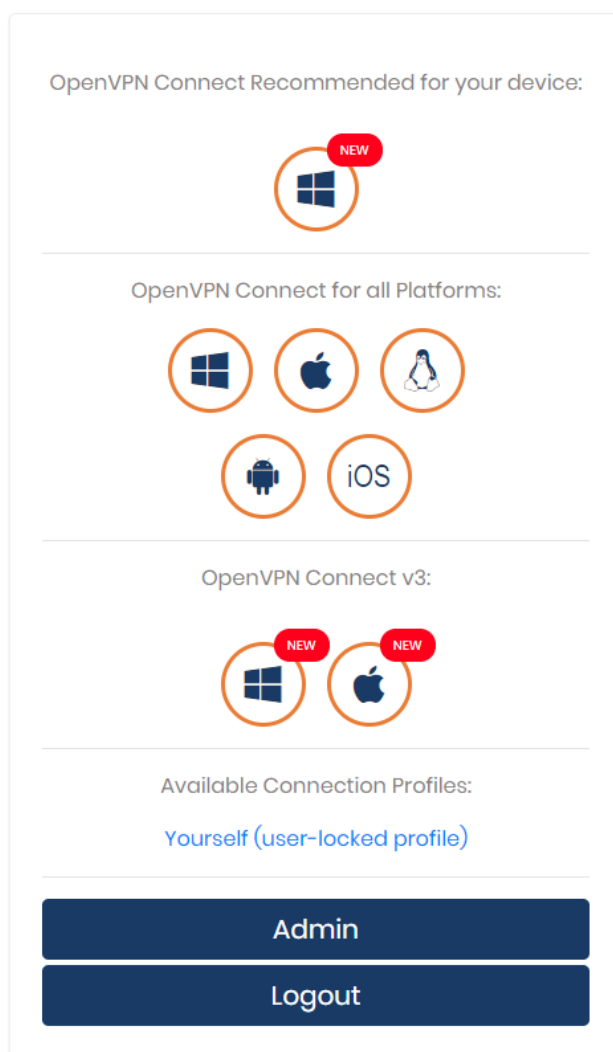 OpenVPN Connect Recommended for your device:
NEW
OpenVPN Connect for all Platforms:
iOS
OpenVPN Connect v3:
NEW NEW
Available Connection Profiles:
Yourself (user-locked profile)
Admin
Logout